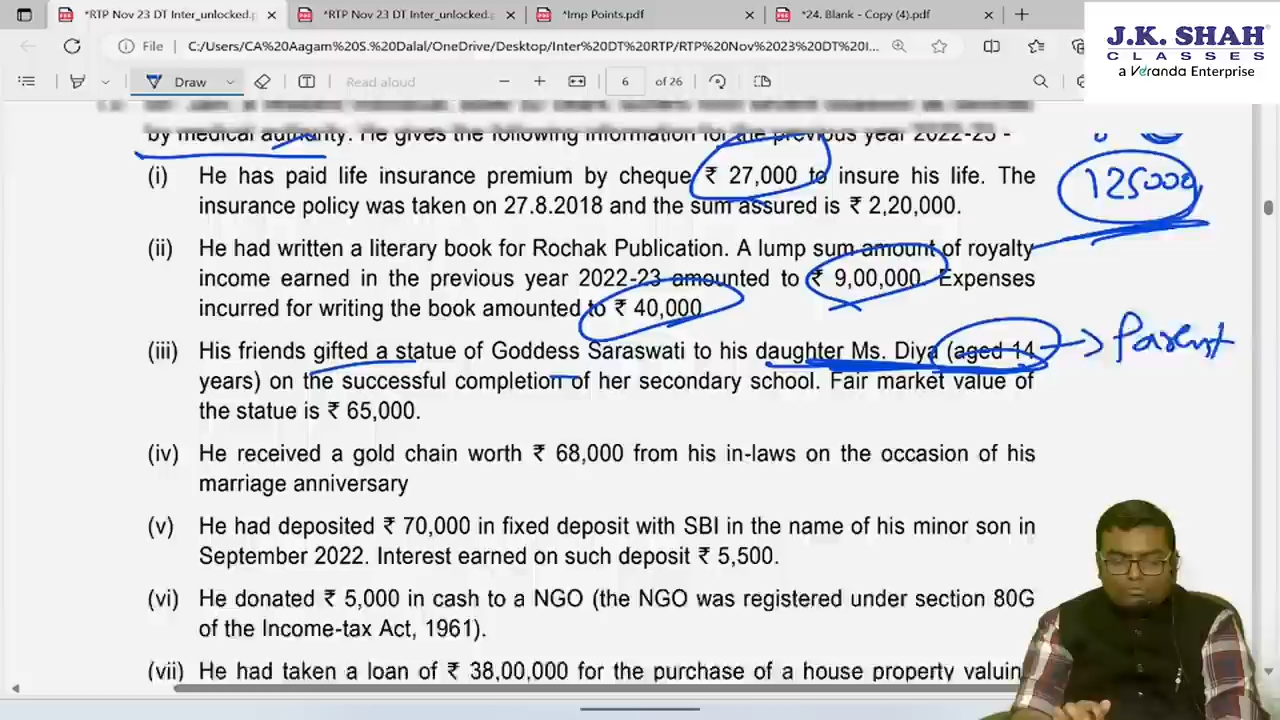 *RTP Nov 23 DT Inter_unlocked.p
*RTP Nov 23 DT Inter_unlocked.p
*Imp Points.pdf
*24. Blank - Copy (4).pdf
J.K. SHAH
CLASSES
a Veranda Enterprise
File
C:/Users/CA%20Aagam%20S.%20Dalal/OneDrive/Desktop/Inter%20DT%20RTP/RTP%20Nov%2023%20DT%20I...
Draw
Read aloud
6 of 26
by medical authority. He gives the following information for the previous year 2022-23 -
(i) He has paid life insurance premium by cheque ₹ 27,000 to insure his life. The
insurance policy was taken on 27.8.2018 and the sum assured is ₹ 2,20,000.
125000
(ii) He had written a literary book for Rochak Publication. A lump sum amount of royalty
income earned in the previous year 2022-23 amounted to ₹ 9,00,000. Expenses
incurred for writing the book amounted to ₹ 40,000
(iii) His friends gifted a statue of Goddess Saraswati to his daughter Ms. Diya (aged 14
Parent
years) on the successful completion of her secondary school. Fair market value of
the statue is ₹ 65,000.
(iv) He received a gold chain worth ₹ 68,000 from his in-laws on the occasion of his
marriage anniversary
(v) He had deposited ₹ 70,000 in fixed deposit with SBI in the name of his minor son in
September 2022. Interest earned on such deposit ₹ 5,500.
(vi) He donated ₹ 5,000 in cash to a NGO (the NGO was registered under section 80G
of the Income-tax Act, 1961).
(vii) He had taken a loan of ₹ 38,00,000 for the purchase of a house property valuin